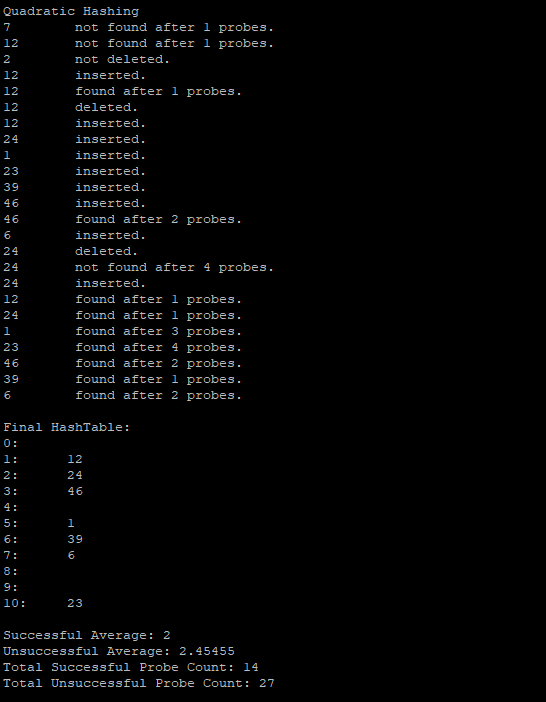 Quadratic Hashing
7 not found after 1 probes.
12 not found after 1 probes.
2 not deleted.
12 inserted.
12 found after 1 probes.
12 deleted.
12 inserted.
24 inserted.
1 inserted.
23 inserted.
39 inserted.
46 inserted.
46 found after 2 probes.
6 inserted.
24 deleted.
24 not found after 4 probes.
24 inserted.
12 found after 1 probes.
24 found after 1 probes.
1 found after 3 probes.
23 found after 4 probes.
46 found after 2 probes.
39 found after 1 probes.
6 found after 2 probes.
Final HashTable:
0:
1: 12
2: 24
3: 46
4:
5: 1
6: 39
7: 6
8:
9:
10: 23
Successful Average: 2
Unsuccessful Average: 2.45455
Total Successful Probe Count: 14
Total Unsuccessful Probe Count: 27